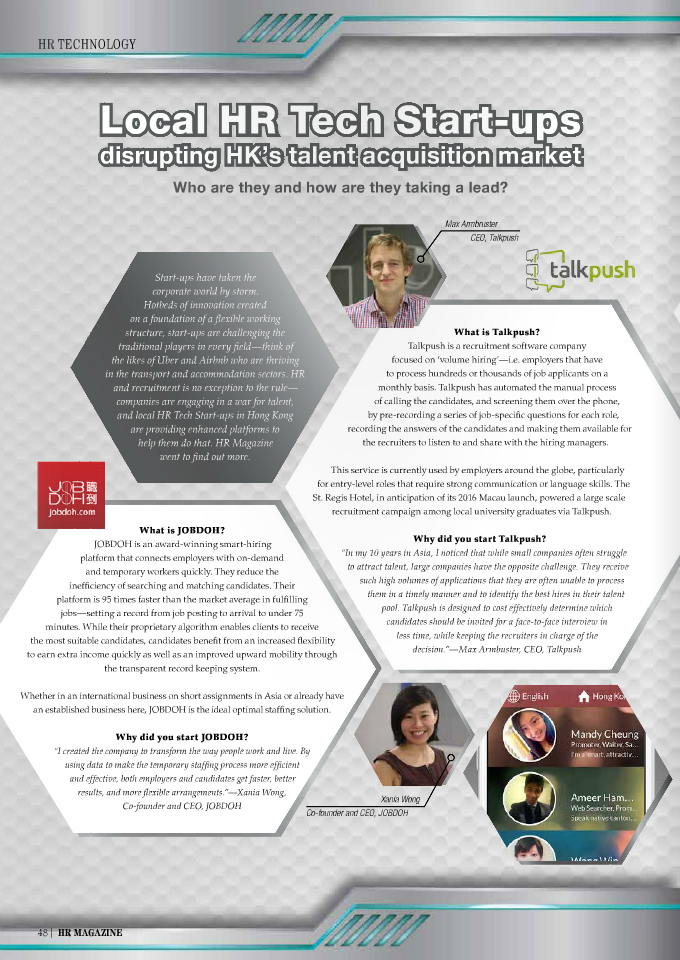 HR TECHNOLOGY
Local HR Tech Start-ups
disrupting HK's talent acquisition market
Who are they and how are they taking a lead?
Max Armbruster
CEO, Talkpush
talkpush
Start-ups have taken the
corporate world by storm.
Hotbeds of innovation created
on a foundation of a flexible working
structure, start-ups are challenging the
traditional players in every field—think of
the likes of Uber and Airbnb who are thriving
in the transport and accommodation sectors. HR
and recruitment is no exception to the rule—
companies are engaging in a war for talent,
and local HR Tech Start-ups in Hong Kong
are providing enhanced platforms to
help them do that. HR Magazine
went to find out more.
What is Talkpush?
Talkpush is a recruitment software company
focused on 'volume hiring'—i.e. employers that have
to process hundreds or thousands of job applicants on a
monthly basis. Talkpush has automated the manual process
of calling the candidates, and screening them over the phone,
by pre-recording a series of job-specific questions for each role,
recording the answers of the candidates and making them available for
the recruiters to listen to and share with the hiring managers.
This service is currently used by employers around the globe, particularly
for entry-level roles that require strong communication or language skills. The
St. Regis Hotel, in anticipation of its 2016 Macau launch, powered a large scale
recruitment campaign among local university graduates via Talkpush.
Why did you start Talkpush?
"In my 10 years in Asia, I noticed that while small companies often struggle
to attract talent, large companies have the opposite challenge. They receive
such high volumes of applications that they are often unable to process
them in a timely manner and to identify the best hires in their talent
pool. Talkpush is designed to cost effectively determine which
candidates should be invited for a face-to-face interview in
less time, while keeping the recruiters in charge of the
decision."—Max Armbuster, CEO, Talkpush
JOB 職
DOH 到
jobdoh.com
What is JOBDOH?
JOBDOH is an award-winning smart-hiring
platform that connects employers with on-demand
and temporary workers quickly. They reduce the
inefficiency of searching and matching candidates. Their
platform is 95 times faster than the market average in fulfilling
jobs—setting a record from job posting to arrival to under 75
minutes. While their proprietary algorithm enables clients to receive
the most suitable candidates, candidates benefit from an increased flexibility
to earn extra income quickly as well as an improved upward mobility through
the transparent record keeping system.
Whether in an international business on short assignments in Asia or already have
an established business here, JOBDOH is the ideal optimal staffing solution.
Why did you start JOBDOH?
"I created the company to transform the way people work and live. By
using data to make the temporary staffing process more efficient
and effective, both employers and candidates get faster, better
results, and more flexible arrangements."—Xania Wong,
Co-founder and CEO, JOBDOH
Xania Wong
Co-founder and CEO, JOBDOH
English
Hong Kon
Mandy Cheung
Promoter, Waiter, Sa...
I'm smart, attractiv...
Ameer Ham...
Web Searcher, Prom...
Speak native Canton...
Wong Win
48 | HR MAGAZINE